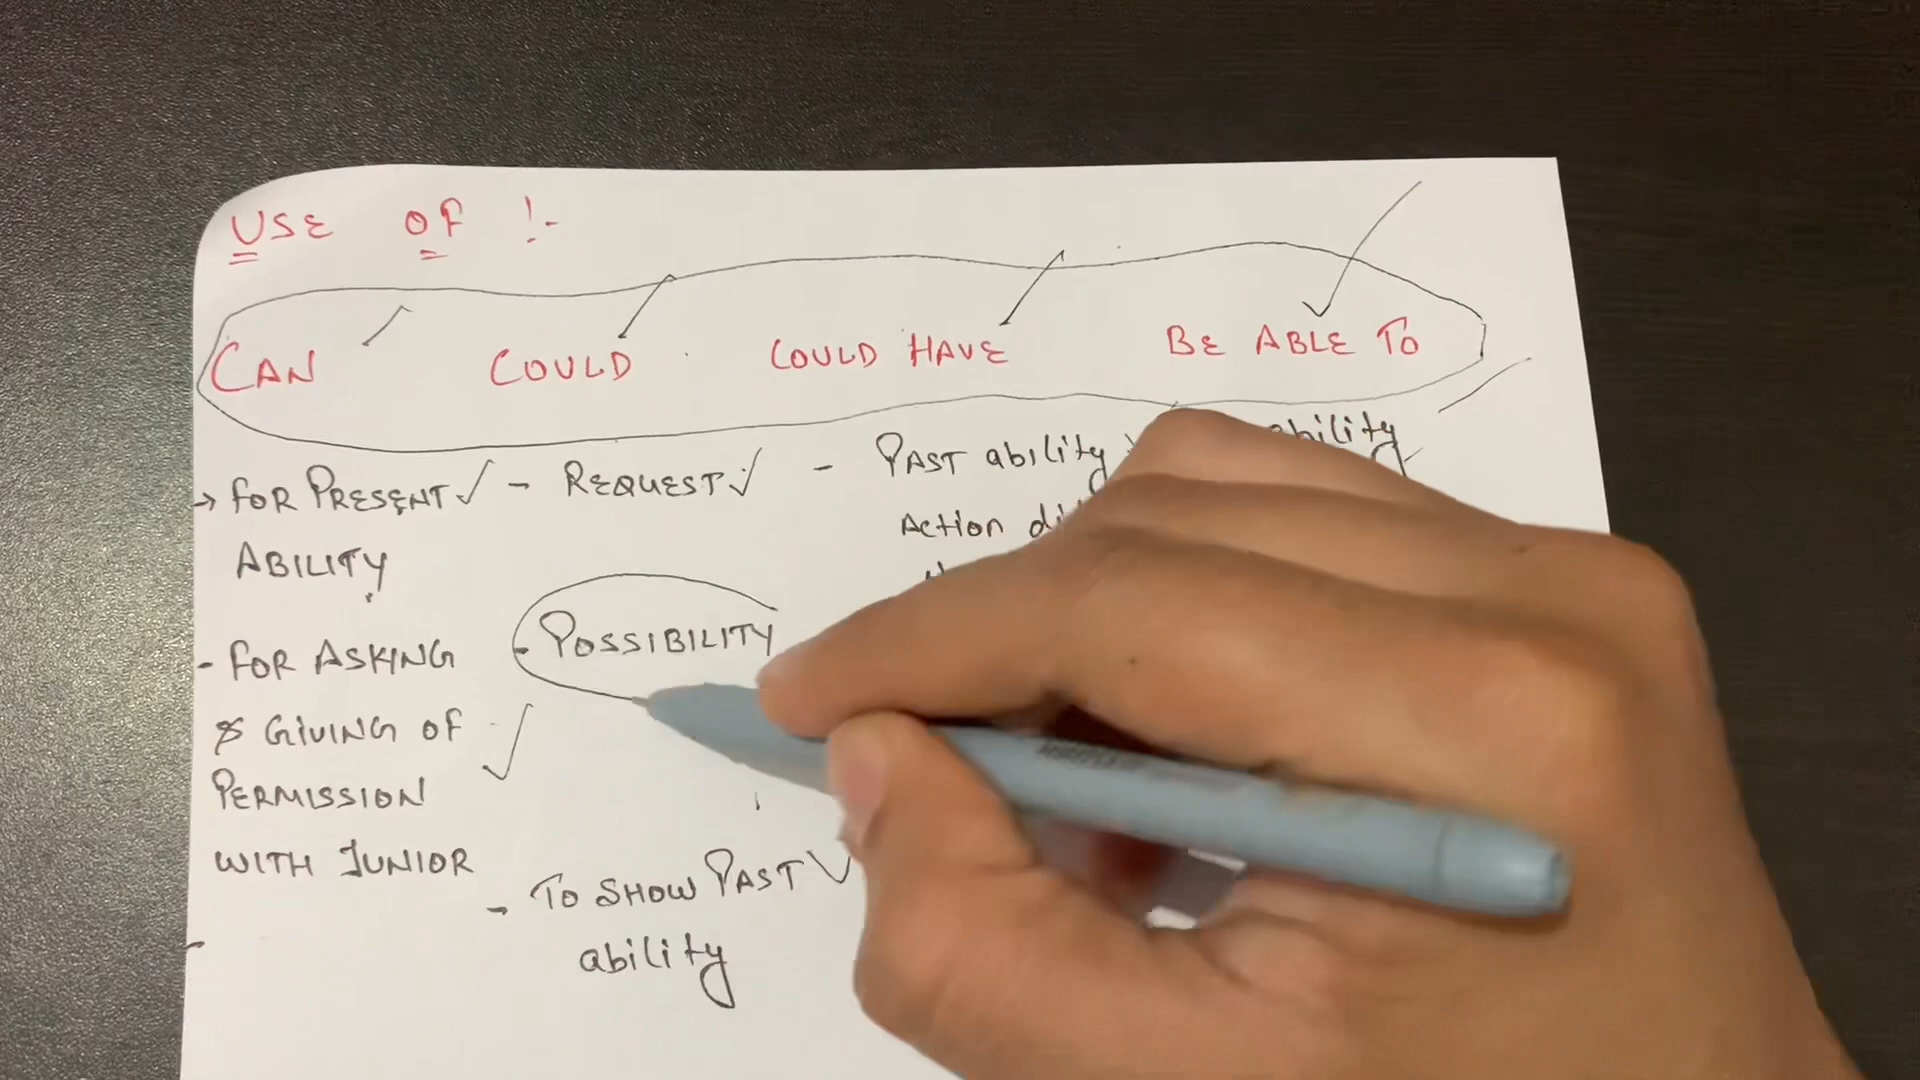 USE OF :-
CAN COULD COULD HAVE BE ABLE TO
→ FOR PRESENT ✓
ABILITY
- FOR ASKING
& GIVING OF
PERMISSION
WITH JUNIOR
- REQUEST ✓
- POSSIBILITY
- TO SHOW PAST ✓
ability
- PAST ability
Action